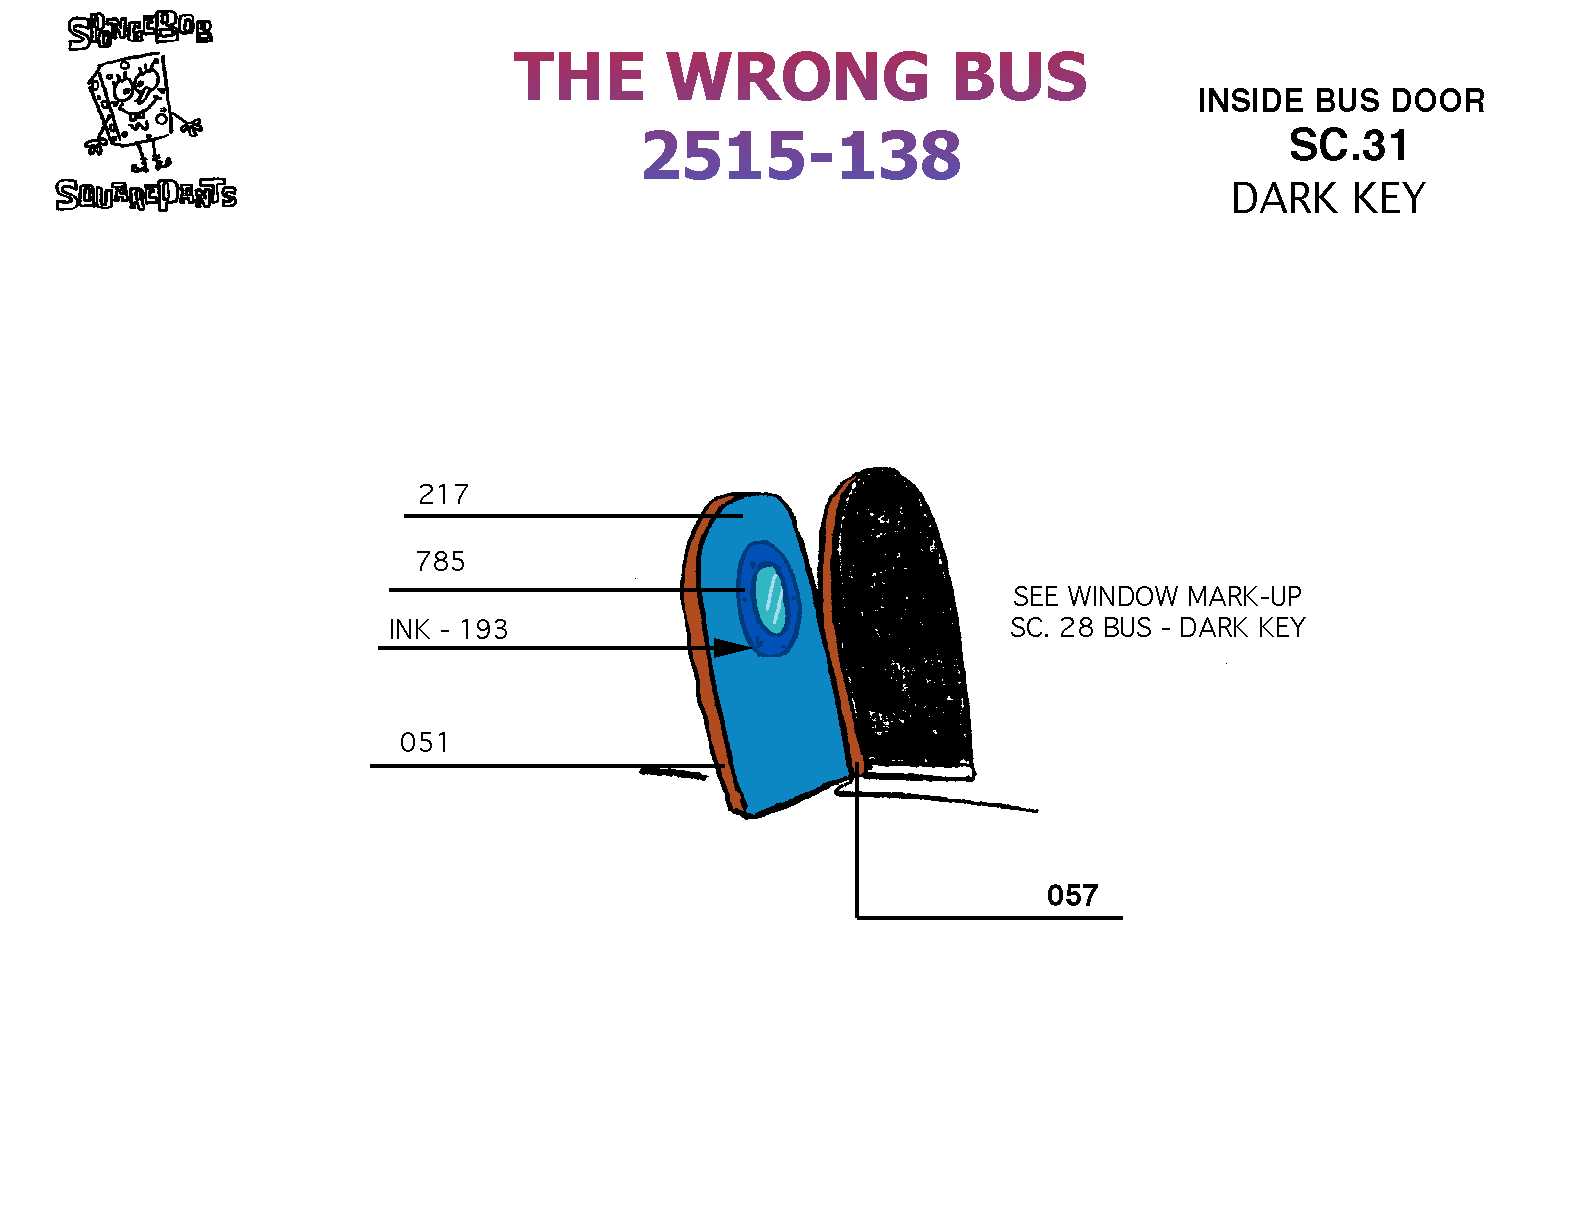 SPONGEBOB
SQUAREPANTS
THE WRONG BUS
2515-138
INSIDE BUS DOOR
SC.31
DARK KEY
217
785
INK - 193
051
SEE WINDOW MARK-UP
SC. 28 BUS - DARK KEY
057